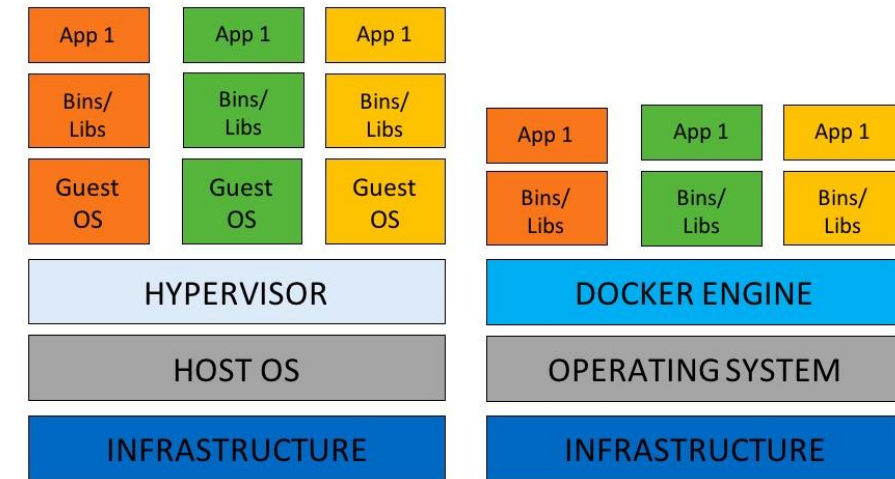 App 1
App 1
App 1
Bins/
Libs
Bins/
Libs
Bins/
Libs
Guest
OS
Guest
OS
Guest
OS
HYPERVISOR
HOST OS
INFRASTRUCTURE
App 1
App 1
App 1
Bins/
Libs
Bins/
Libs
Bins/
Libs
DOCKER ENGINE
OPERATING SYSTEM
INFRASTRUCTURE